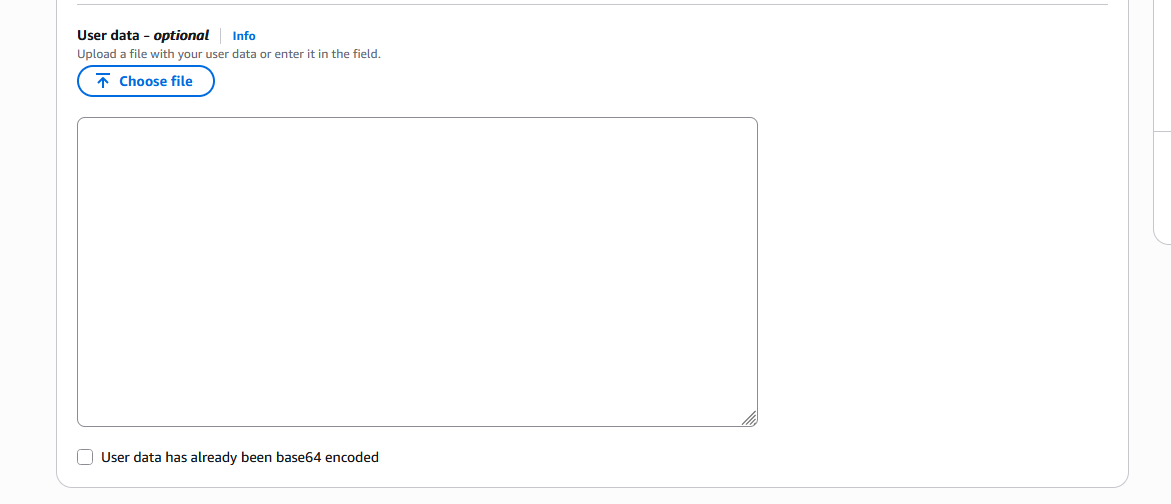 User data - optional Info
Upload a file with your user data or enter it in the field.
Choose file
User data has already been base64 encoded